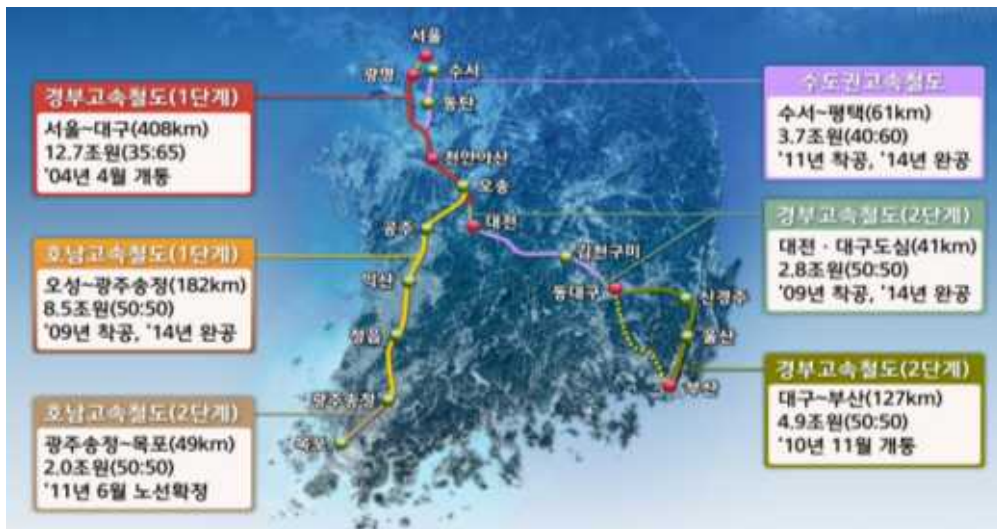 서울
광명
수서
동탄
천안아산
오송
대전
공주
김천구미
익산
동대구
신경주
정읍
울산
부산
광주송정
목포
경부고속철도(1단계)
서울~대구(408km)
12.7조원(35:65)
'04년 4월 개통
호남고속철도(1단계)
오성~광주송정(182km)
8.5조원(50:50)
'09년 착공, '14년 완공
호남고속철도(2단계)
광주송정~목포(49km)
2.0조원(50:50)
'11년 6월 노선확정
수도권고속철도
수서~평택(61km)
3.7조원(40:60)
'11년 착공, '14년 완공
경부고속철도(2단계)
대전 · 대구도심(41km)
2.8조원(50:50)
'09년 착공, '14년 완공
경부고속철도(2단계)
대구~부산(127km)
4.9조원(50:50)
'10년 11월 개통